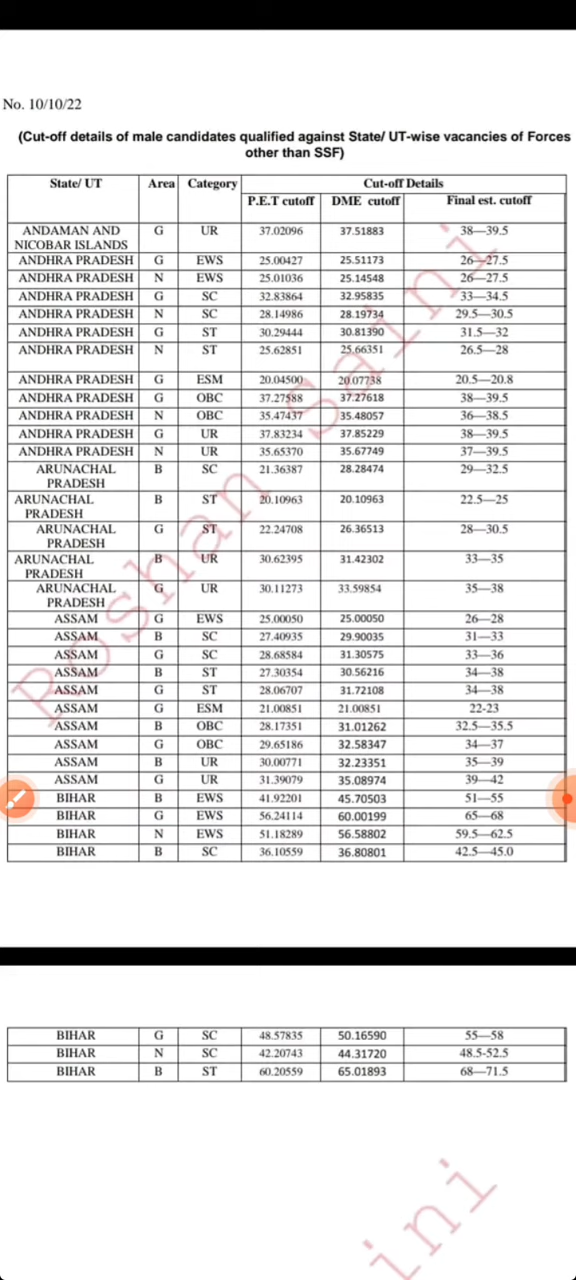 No. 10/10/22
(Cut-off details of male candidates qualified against State/ UT-wise vacancies of Forces
other than SSF)
State/ UT Area Category Cut-off Details
P.E.T cutoff DME cutoff Final est. cutoff
ANDAMAN AND NICOBAR ISLANDS G UR 37.02096 37.51883 38—39.5
ANDHRA PRADESH G EWS 25.00427 25.51173 26—27.5
ANDHRA PRADESH N EWS 25.01036 25.14548 26—27.5
ANDHRA PRADESH G SC 32.83864 32.95835 33—34.5
ANDHRA PRADESH N SC 28.14986 28.19734 29.5—30.5
ANDHRA PRADESH G ST 30.29444 30.81390 31.5—32
ANDHRA PRADESH N ST 25.62851 25.66351 26.5—28
ANDHRA PRADESH G ESM 20.04500 20.07738 20.5—20.8
ANDHRA PRADESH G OBC 37.27588 37.27618 38—39.5
ANDHRA PRADESH N OBC 35.47437 35.48057 36—38.5
ANDHRA PRADESH G UR 37.83234 37.85229 38—39.5
ANDHRA PRADESH N UR 35.65370 35.67749 37—39.5
ARUNACHAL PRADESH B SC 21.36387 28.28474 29—32.5
ARUNACHAL PRADESH B ST 20.10963 20.10963 22.5—25
ARUNACHAL PRADESH G ST 22.24708 26.36513 28—30.5
ARUNACHAL PRADESH B UR 30.62395 31.42302 33—35
ARUNACHAL PRADESH G UR 30.11273 33.59854 35—38
ASSAM G EWS 25.00050 25.00050 26—28
ASSAM B SC 27.40935 29.90035 31—33
ASSAM G SC 28.68584 31.30575 33—36
ASSAM B ST 27.30354 30.56216 34—38
ASSAM G ST 28.06707 31.72108 34—38
ASSAM G ESM 21.00851 21.00851 22-23
ASSAM B OBC 28.17351 31.01262 32.5—35.5
ASSAM G OBC 29.65186 32.58347 34—37
ASSAM B UR 30.00771 32.23351 35—39
ASSAM G UR 31.39079 35.08974 39—42
BIHAR B EWS 41.92201 45.70503 51—55
BIHAR G EWS 56.24114 60.00199 65—68
BIHAR N EWS 51.18289 56.58802 59.5—62.5
BIHAR B SC 36.10559 36.80801 42.5—45.0
BIHAR G SC 48.57835 50.16590 55—58
BIHAR N SC 42.20743 44.31720 48.5-52.5
BIHAR B ST 60.20559 65.01893 68—71.5
Roshan Saini
ini